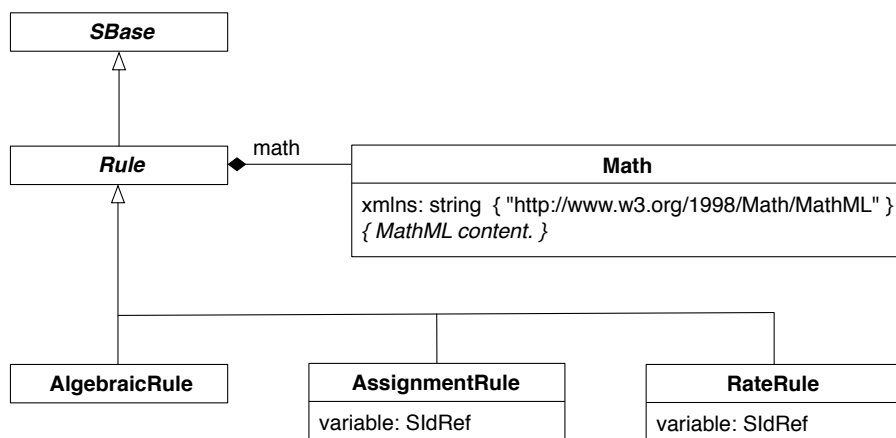 SBase
Rule
math
Math
xmlns: string { "http://www.w3.org/1998/Math/MathML" }
{ MathML content. }
AlgebraicRule
AssignmentRule
RateRule
variable: SIdRef
variable: SIdRef